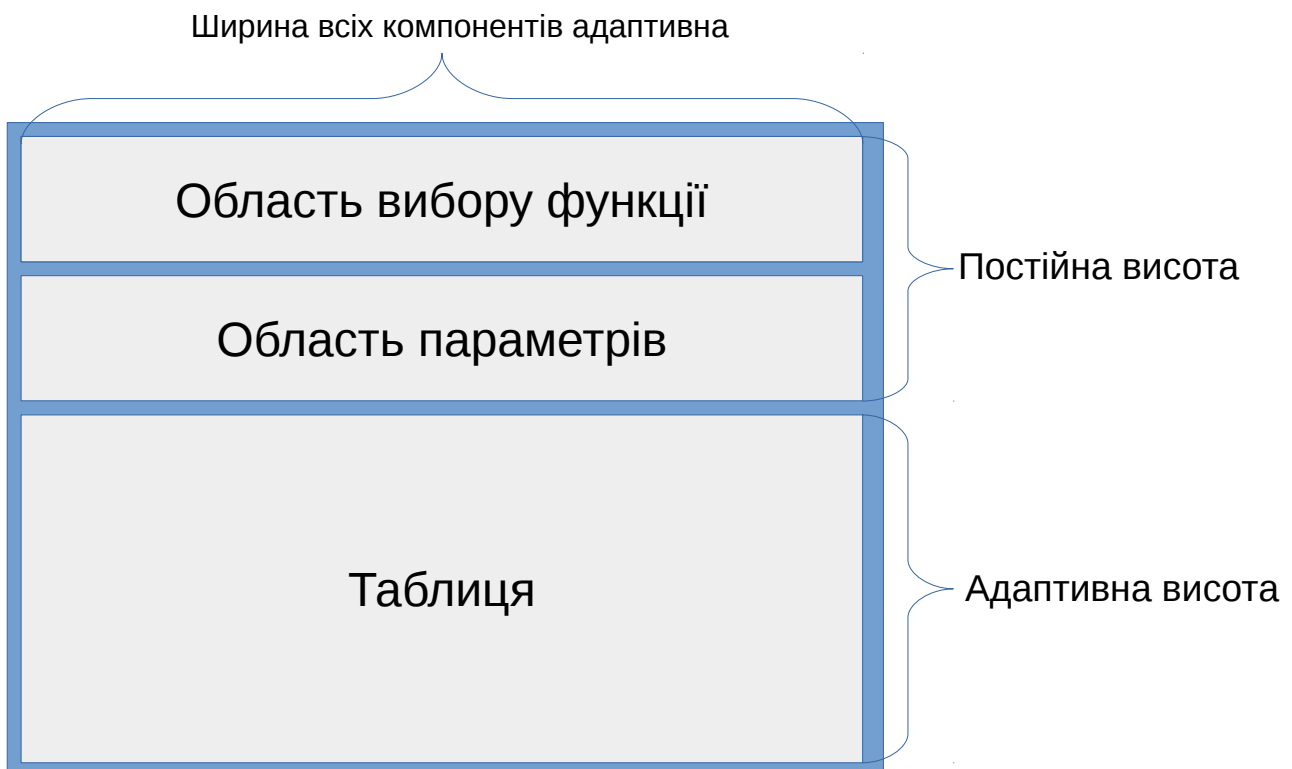 Ширина всіх компонентів адаптивна
Область вибору функції
Постійна висота
Область параметрів
Таблиця
Адаптивна висота